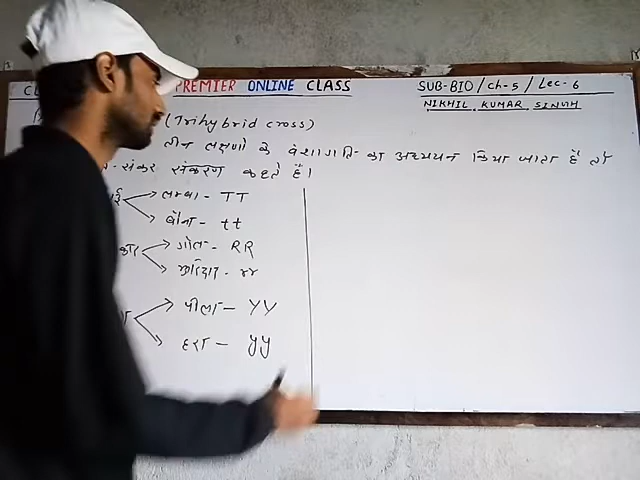 PREMIER ONLINE CLASS
SUB-BIO / Ch-5 / Lec-6
NIKHIL KUMAR SINGH
(Trihybrid cross)
तीन लक्षणों के वंशागति का अध्ययन किया जाता है तो
संकर संकरण कहते हैं।
लम्बा - TT
बौना - tt
गोल - RR
झुर्रीदार - rr
पीला - YY
हरा - yy